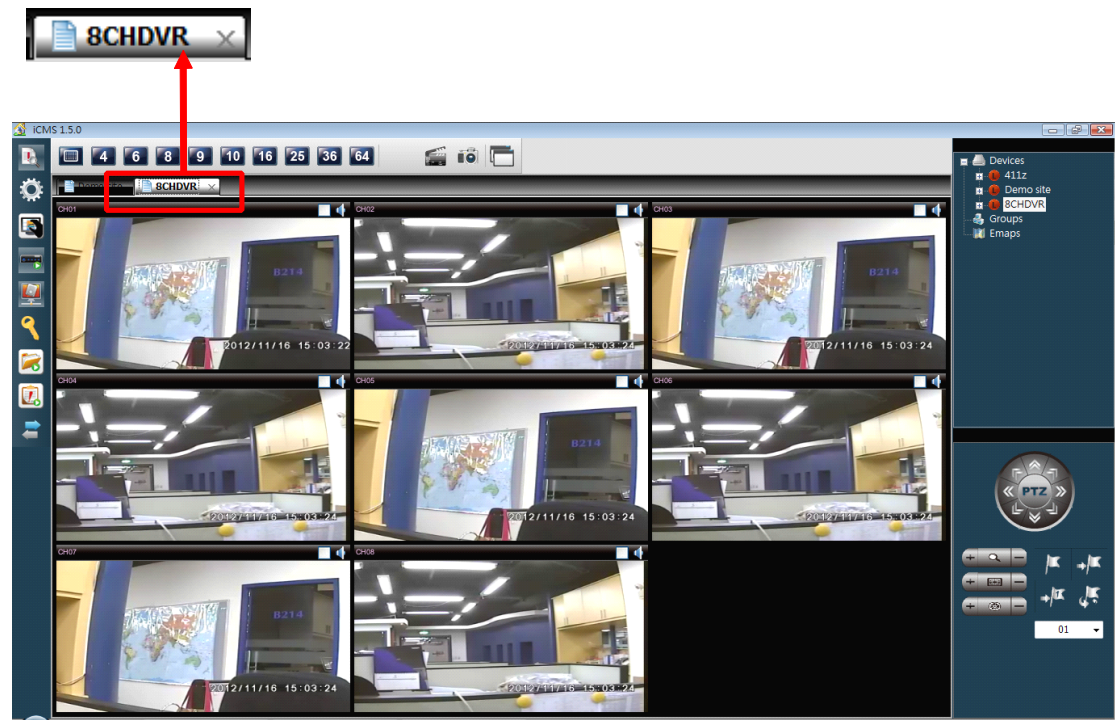 8CHDVR
iCMS 1.5.0
4 6 8 9 10 16 25 36 64
8CHDVR
Devices
411z
Demo site
8CHDVR
Groups
Emaps
CH01
CH02
CH03
B214
B214
2012/11/16 15:03:22
2012/11/16 15:03:24
2012/11/16 15:03:24
CH04
CH05
CH06
B214
2012/11/16 15:03:24
2012/11/16 15:03:24
2012/11/16 15:03:24
CH07
CH08
B214
2012/11/16 15:03:24
2012/11/16 15:03:24
PTZ
01